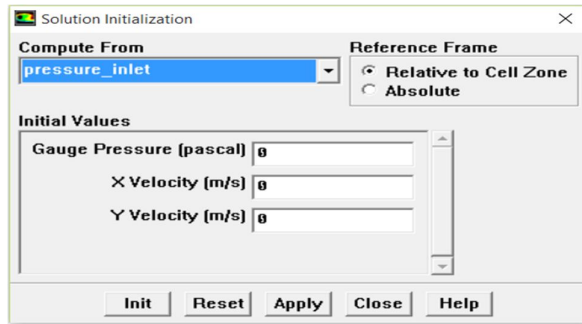 Solution Initialization
Compute From
pressure_inlet
Reference Frame
Relative to Cell Zone
Absolute
Initial Values
Gauge Pressure (pascal) 0
X Velocity (m/s) 0
Y Velocity (m/s) 0
Init Reset Apply Close Help